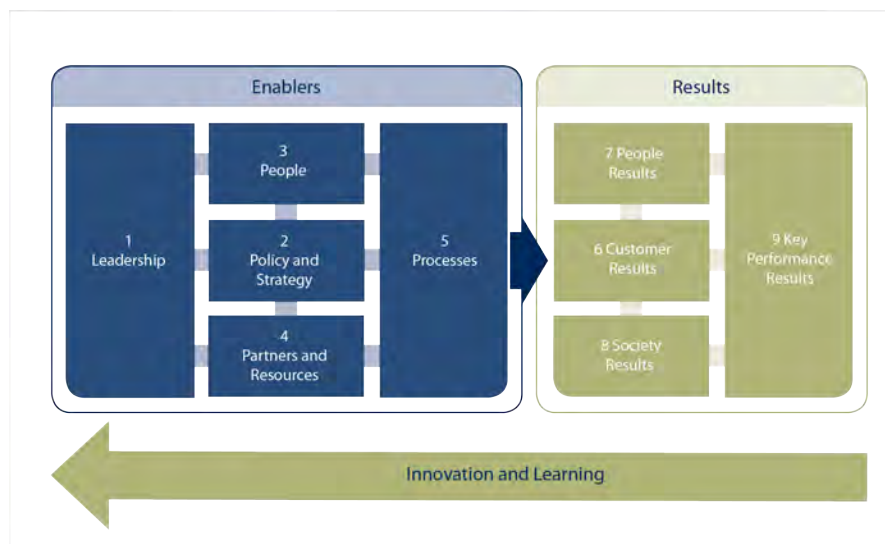 Enablers
Results
1
Leadership
3
People
2
Policy and
Strategy
4
Partners and
Resources
5
Processes
7 People
Results
6 Customer
Results
8 Society
Results
9 Key
Performance
Results
Innovation and Learning